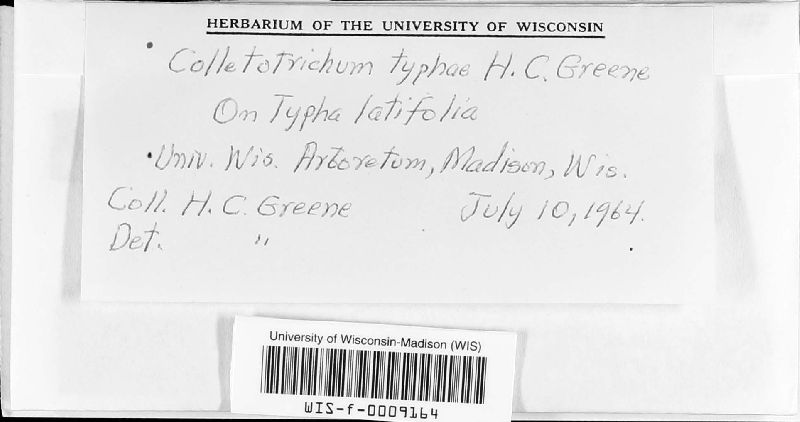 HERBARIUM OF THE UNIVERSITY OF WISCONSIN
Colletotrichum typhae H. C. Greene
On Typha latifolia
Univ. Wis. Arboretum, Madison, Wis.
Coll. H. C. Greene July 10, 1964.
Det. "
University of Wisconsin-Madison (WIS)
WIS-f-0009164